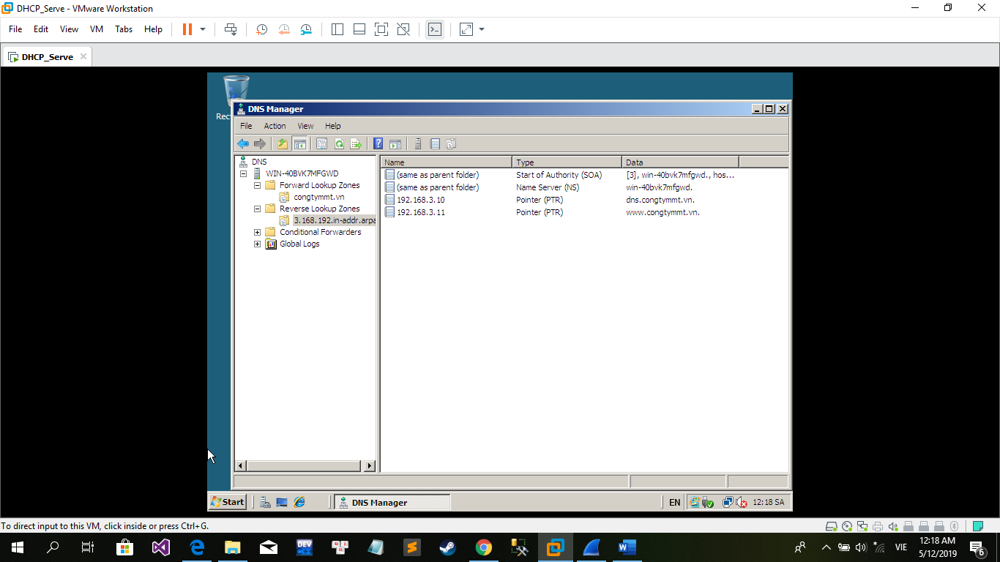 DHCP_Serve - VMware Workstation
File Edit View VM Tabs Help
DHCP_Serve
DNS Manager
File Action View Help
DNS
WIN-40BVK7MFGWD
Forward Lookup Zones
congtymmt.vn
Reverse Lookup Zones
3.168.192.in-addr.arpa
Conditional Forwarders
Global Logs
Name Type Data
(same as parent folder) Start of Authority (SOA) [3], win-40bvk7mfgwd., hos...
(same as parent folder) Name Server (NS) win-40bvk7mfgwd.
192.168.3.10 Pointer (PTR) dns.congtymmt.vn.
192.168.3.11 Pointer (PTR) www.congtymmt.vn.
Start DNS Manager EN 12:18 SA
To direct input to this VM, click inside or press Ctrl+G.
DEV
VIE
12:18 AM
5/12/2019
6